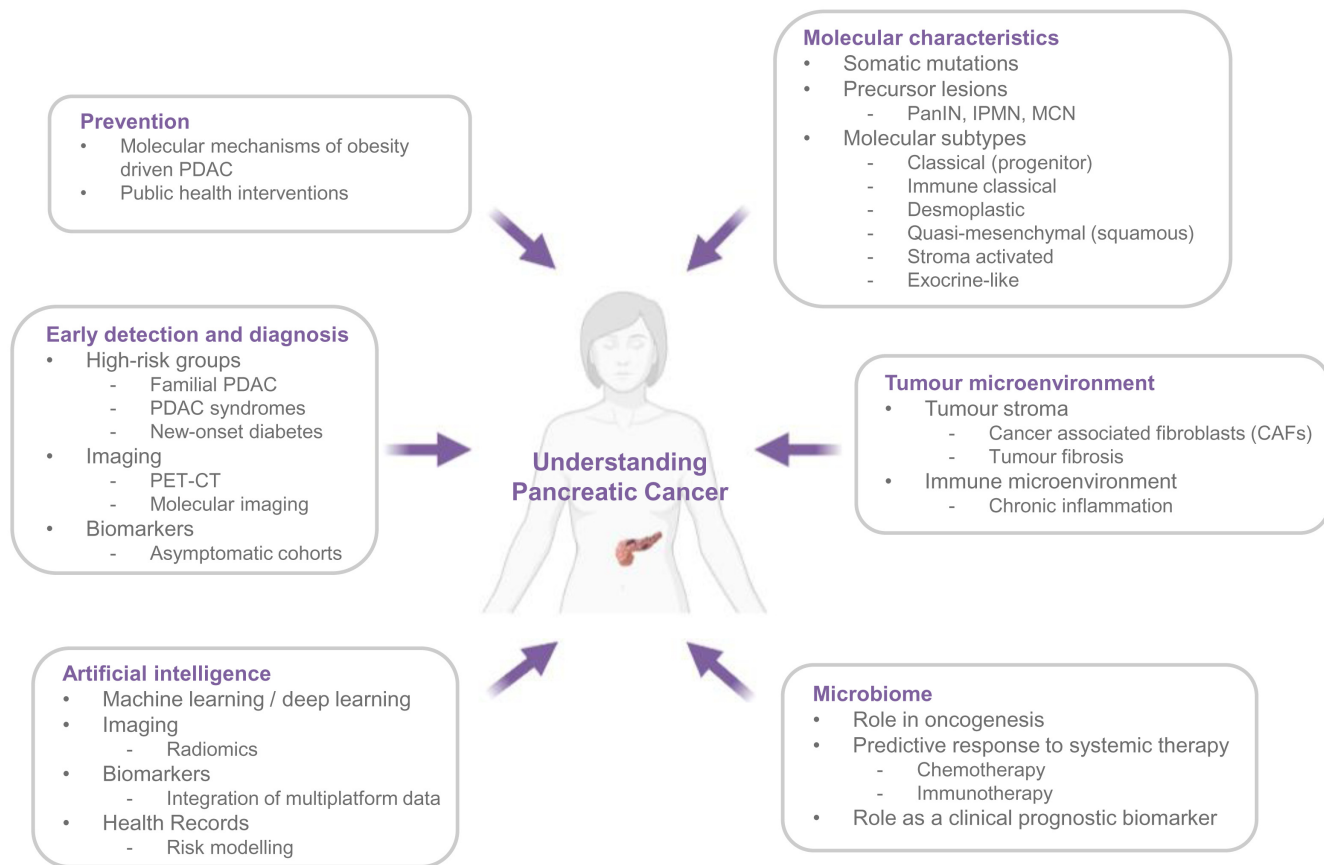 Prevention
• Molecular mechanisms of obesity
driven PDAC
• Public health interventions
Molecular characteristics
• Somatic mutations
• Precursor lesions
- PanIN, IPMN, MCN
• Molecular subtypes
- Classical (progenitor)
- Immune classical
- Desmoplastic
- Quasi-mesenchymal (squamous)
- Stroma activated
- Exocrine-like
Early detection and diagnosis
• High-risk groups
- Familial PDAC
- PDAC syndromes
- New-onset diabetes
• Imaging
- PET-CT
- Molecular imaging
• Biomarkers
- Asymptomatic cohorts
Understanding
Pancreatic Cancer
Tumour microenvironment
• Tumour stroma
- Cancer associated fibroblasts (CAFs)
- Tumour fibrosis
• Immune microenvironment
- Chronic inflammation
Artificial intelligence
• Machine learning / deep learning
• Imaging
- Radiomics
• Biomarkers
- Integration of multiplatform data
• Health Records
- Risk modelling
Microbiome
• Role in oncogenesis
• Predictive response to systemic therapy
- Chemotherapy
- Immunotherapy
• Role as a clinical prognostic biomarker